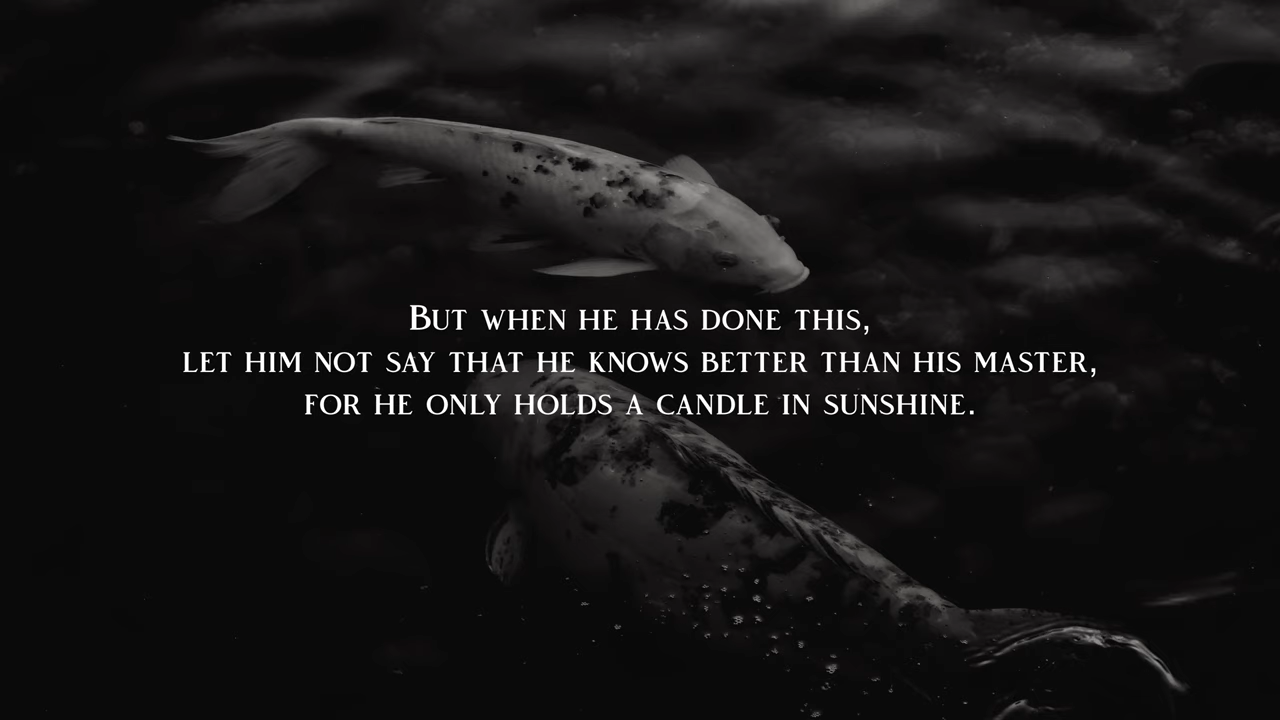 But when he has done this,
let him not say that he knows better than his master,
for he only holds a candle in sunshine.